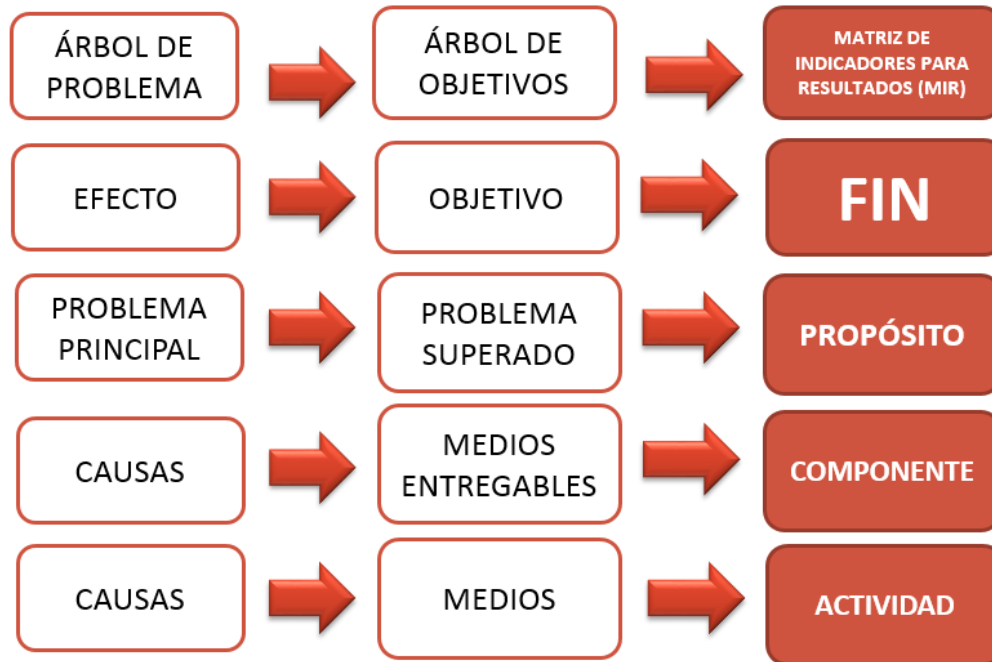 ÁRBOL DE
PROBLEMA
ÁRBOL DE
OBJETIVOS
MATRIZ DE
INDICADORES PARA
RESULTADOS (MIR)
EFECTO
OBJETIVO
FIN
PROBLEMA
PRINCIPAL
PROBLEMA
SUPERADO
PROPÓSITO
CAUSAS
MEDIOS
ENTREGABLES
COMPONENTE
CAUSAS
MEDIOS
ACTIVIDAD